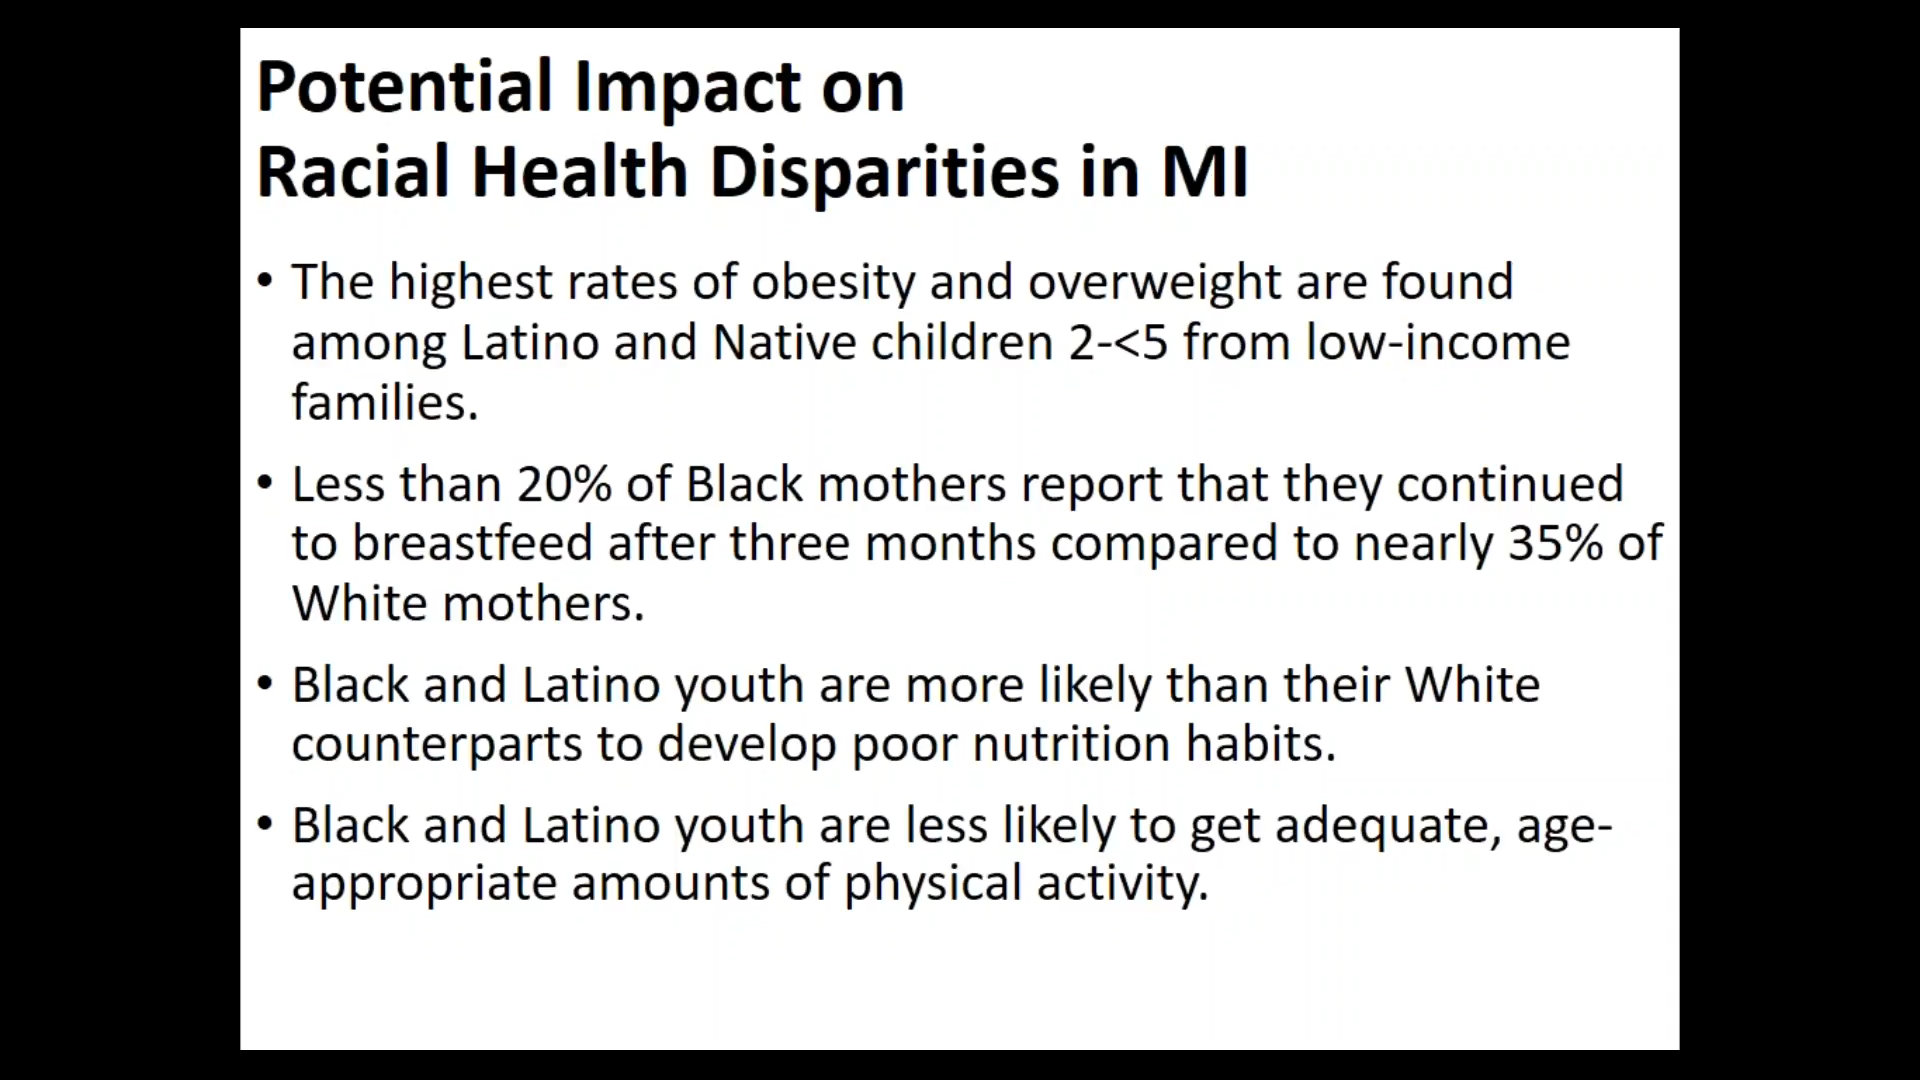 Potential Impact on
Racial Health Disparities in MI
• The highest rates of obesity and overweight are found
among Latino and Native children 2-<5 from low-income
families.
• Less than 20% of Black mothers report that they continued
to breastfeed after three months compared to nearly 35% of
White mothers.
• Black and Latino youth are more likely than their White
counterparts to develop poor nutrition habits.
• Black and Latino youth are less likely to get adequate, age-
appropriate amounts of physical activity.